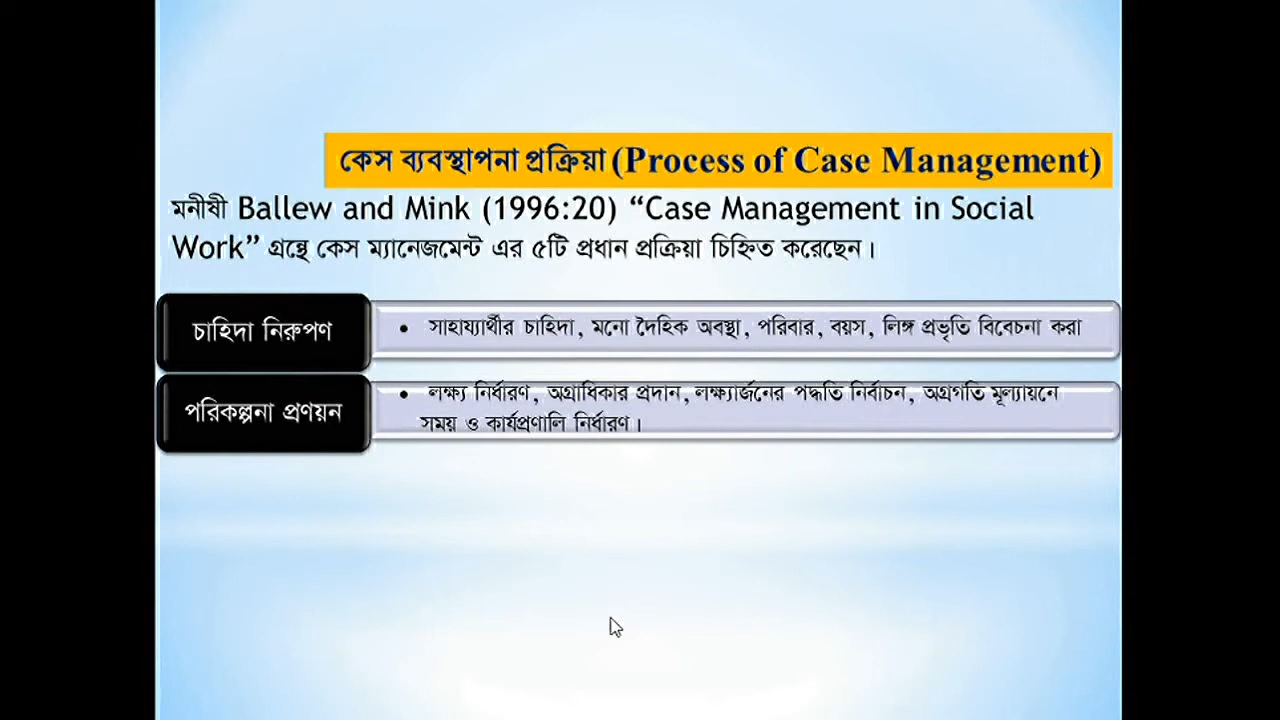 কেস ব্যবস্থাপনা প্রক্রিয়া (Process of Case Management)
মনীষী Ballew and Mink (1996:20) “Case Management in Social
Work” গ্রন্থে কেস ম্যানেজমেন্ট এর ৫টি প্রধান প্রক্রিয়া চিহ্নিত করেছেন।
চাহিদা নিরুপণ
• সাহায্যার্থীর চাহিদা, মনো দৈহিক অবস্থা, পরিবার, বয়স, লিঙ্গ প্রভৃতি বিবেচনা করা
পরিকল্পনা প্রণয়ন
• লক্ষ্য নির্ধারণ, অগ্রাধিকার প্রদান, লক্ষ্যার্জনের পদ্ধতি নির্বাচন, অগ্রগতি মূল্যায়নে
সময় ও কার্যপ্রণালি নির্ধারণ।